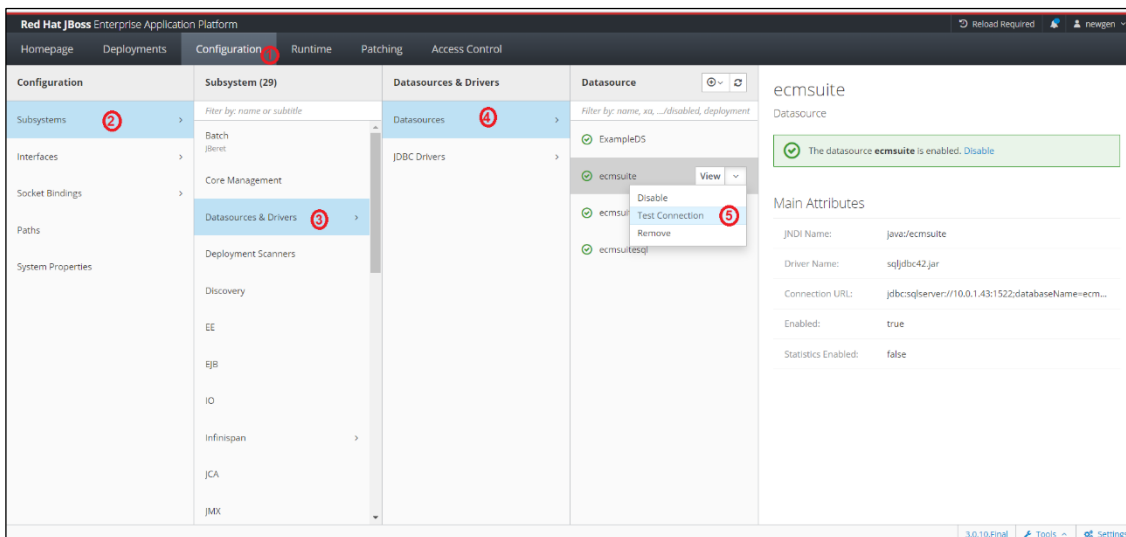 Red Hat JBoss Enterprise Application Platform
Reload Required
newgen
Homepage Deployments Configuration Runtime Patching Access Control
1
Configuration
Subsystems
2
Interfaces
Socket Bindings
Paths
System Properties
Subsystem (29)
Filter by: name or subtitle
Batch
JBeret
Core Management
Datasources & Drivers
3
Deployment Scanners
Discovery
EE
EJB
IO
Infinispan
JCA
JMX
Datasources & Drivers
Datasources
4
JDBC Drivers
Datasource
Filter by: name, xa, .../disabled, deployment
ExampleDS
ecmsuite
View
Disable
Test Connection
5
Remove
ecmsuitesql
ecmsuite
Datasource
The datasource ecmsuite is enabled. Disable
Main Attributes
JNDI Name: java:/ecmsuite
Driver Name: sqljdbc42.jar
Connection URL: jdbc:sqlserver://10.0.1.43:1522;databaseName=ecm...
Enabled: true
Statistics Enabled: false
3.0.10.Final Tools Settings